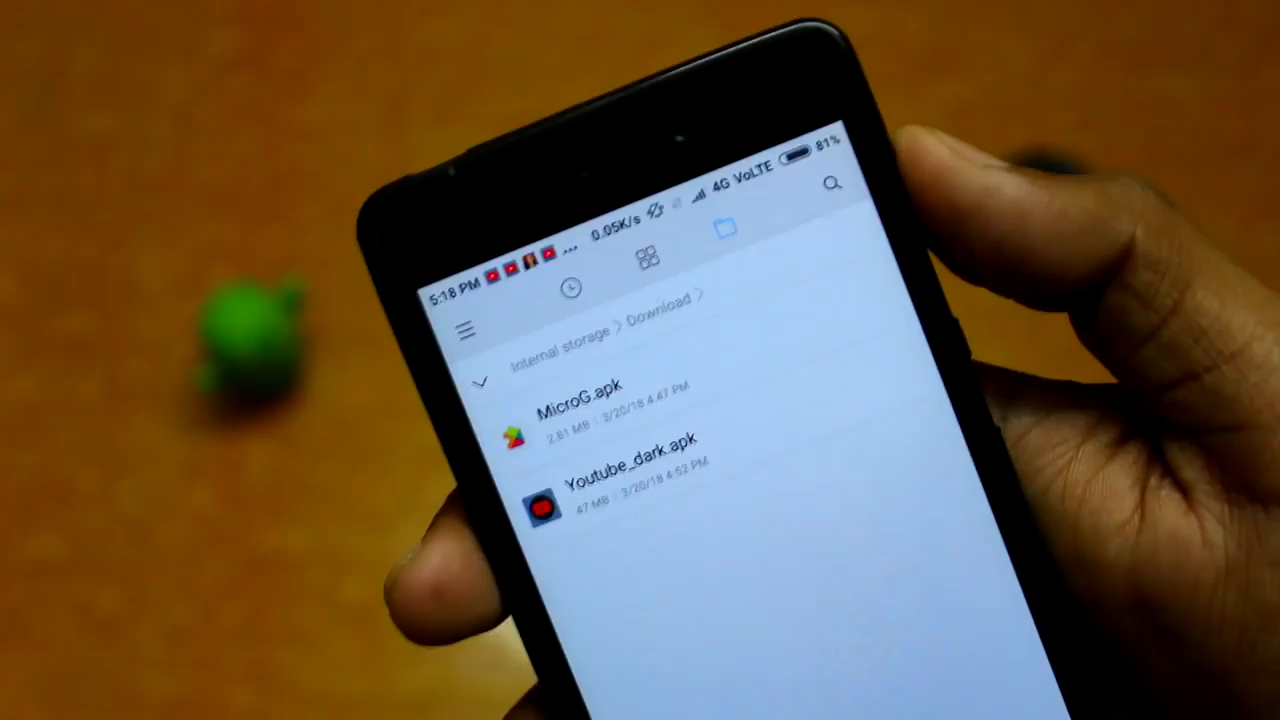 5:18 PM ... 0.05K/s 4G VoLTE 81%
Internal storage > Download >
MicroG.apk
2.81 MB | 3/20/18 4:47 PM
Youtube_dark.apk
47 MB | 3/20/18 4:52 PM